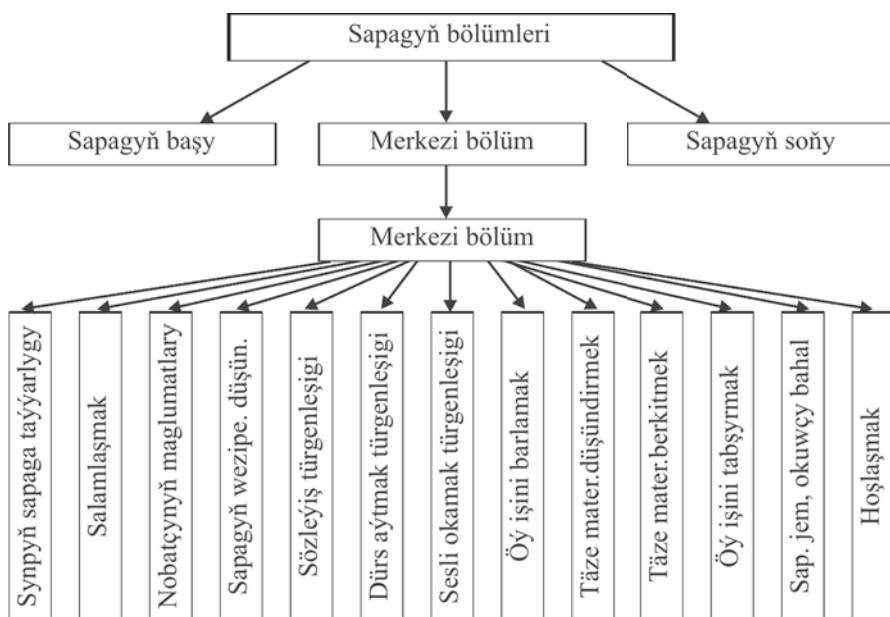 Sapagyň bölümleri
Sapagyň başy
Merkezi bölüm
Sapagyň soňy
Merkezi bölüm
Synpyň sapaga taýýarlygy
Salamlaşmak
Nobatçynyň maglumatlary
Sapagyň wezipe. düşün.
Sözleýiş türgenleşigi
Dürs aýtmak türgenleşigi
Sesli okamak türgenleşigi
Öý işini barlamak
Täze mater.düşündirmek
Täze mater.berkitmek
Öý işini tabşyrmak
Sap. jem, okuwçy bahal
Hoşlaşmak